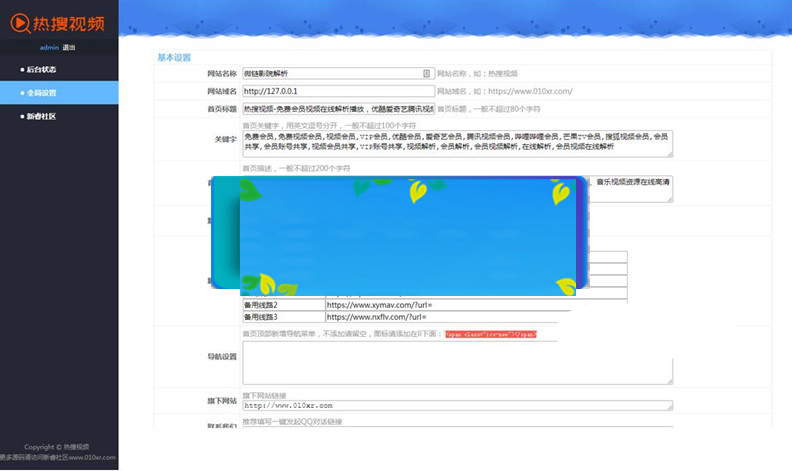 热搜视频
admin 退出
后台状态
全局设置
新睿社区
基本设置
网站名称 微链影院解析 网站名称，如：热搜视频
网站域名 http://127.0.0.1 网站域名，如：https://www.010xr.com/
首页标题 热搜视频-免费会员视频在线解析播放，优酷爱奇艺腾讯视频 首页标题，一般不超过80个字符
首页关键字，用英文逗号分开，一般不超过100个字符
关键字 免费会员,免费视频会员,视频会员,VIP会员,优酷会员,爱奇艺会员,腾讯视频会员,哔哩哔哩会员,芒果TV会员,搜狐视频会员,会员
共享,会员账号共享,视频会员共享,VIP账号共享,视频解析,会员解析,会员视频解析,在线解析,会员视频在线解析
首页描述，一般不超过200个字符
音乐视频资源在线高清
备用线路2 https://www.xymav.com/?url=
备用线路3 https://www.nxflv.com/?url=
首页顶部新增导航菜单，不添加请留空，图标请添加在li下面：
导航设置
旗下网站链接
旗下网站 http://www.010xr.com
推荐填写一键发起QQ对话链接
联系我们
Copyright © 热搜视频
更多源码请访问新睿社区www.010xr.com